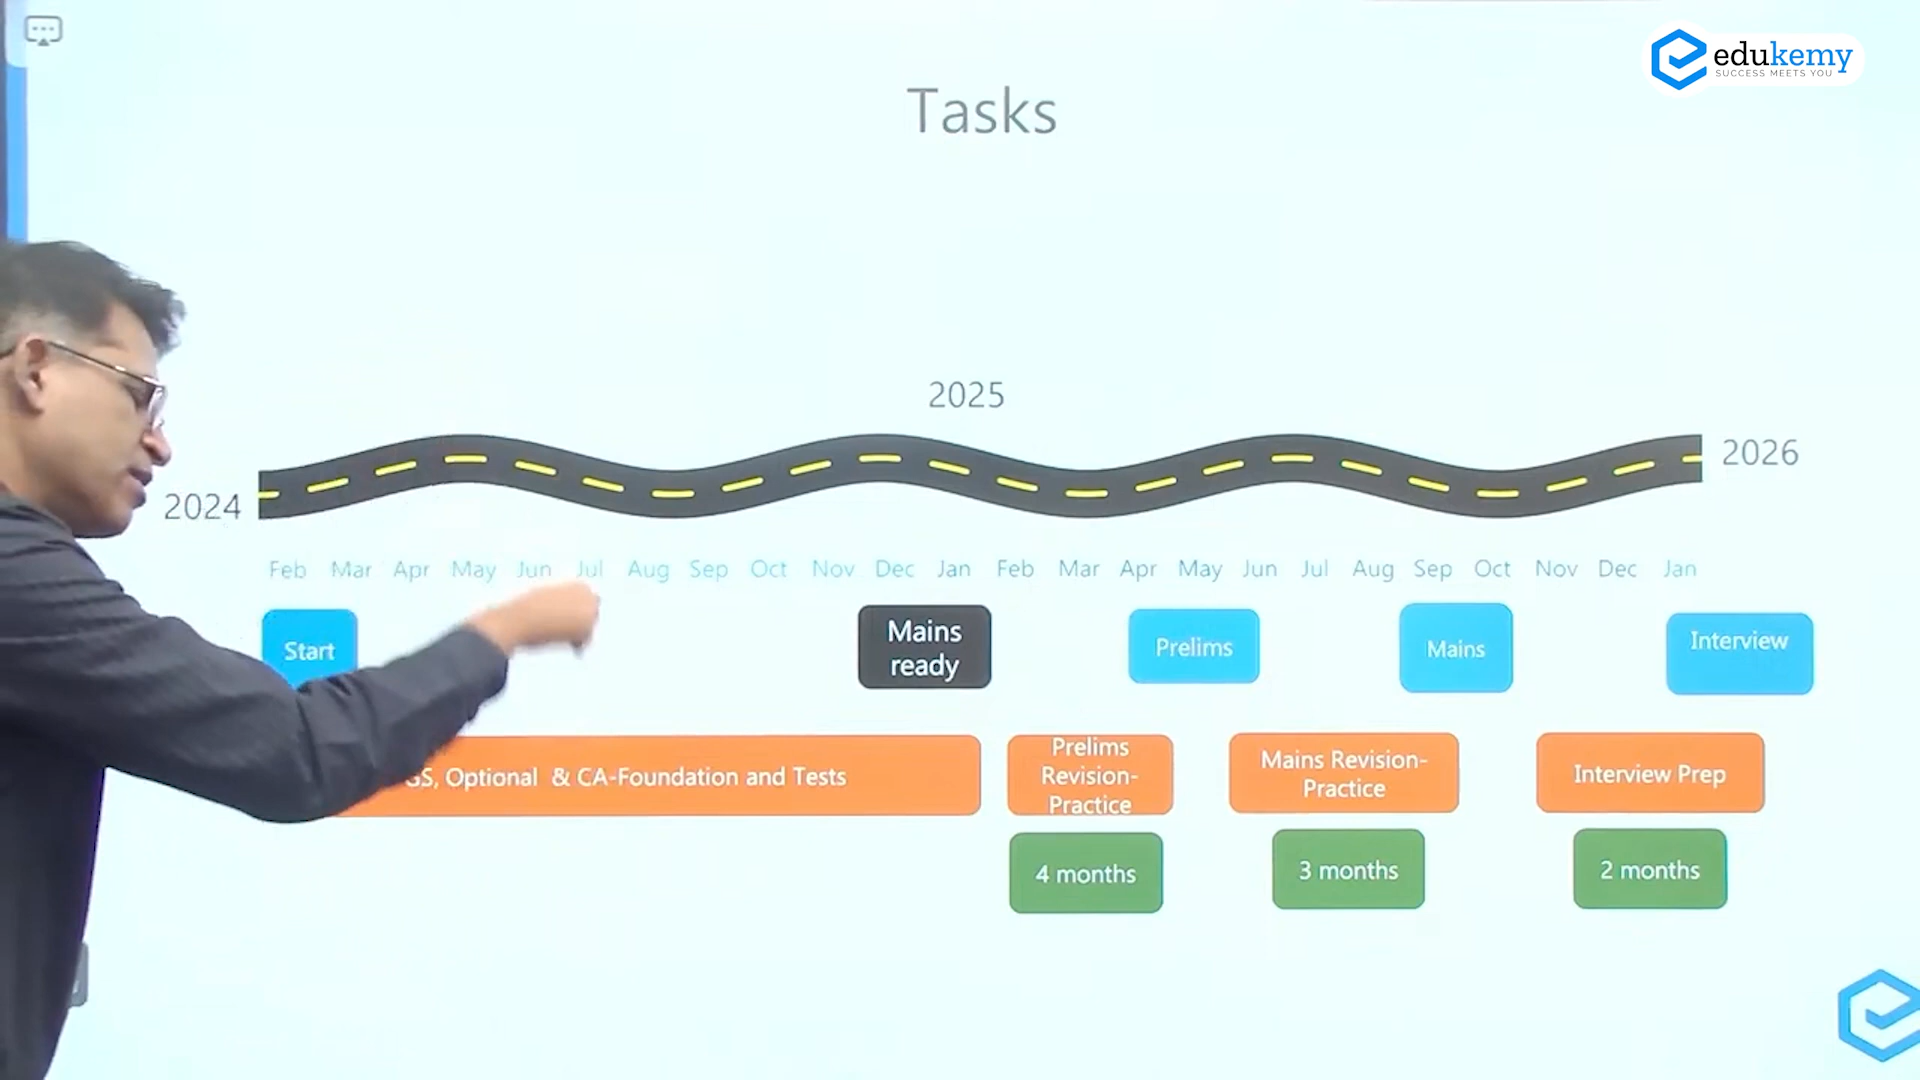 edukemy
SUCCESS MEETS YOU
Tasks
2025
2026
2024
Feb Mar Apr May Jun Jul Aug Sep Oct Nov Dec Jan Feb Mar Apr May Jun Jul Aug Sep Oct Nov Dec Jan
Start
Mains
ready
Prelims
Mains
Interview
GS, Optional & CA-Foundation and Tests
Prelims
Revision-
Practice
Mains Revision-
Practice
Interview Prep
4 months
3 months
2 months